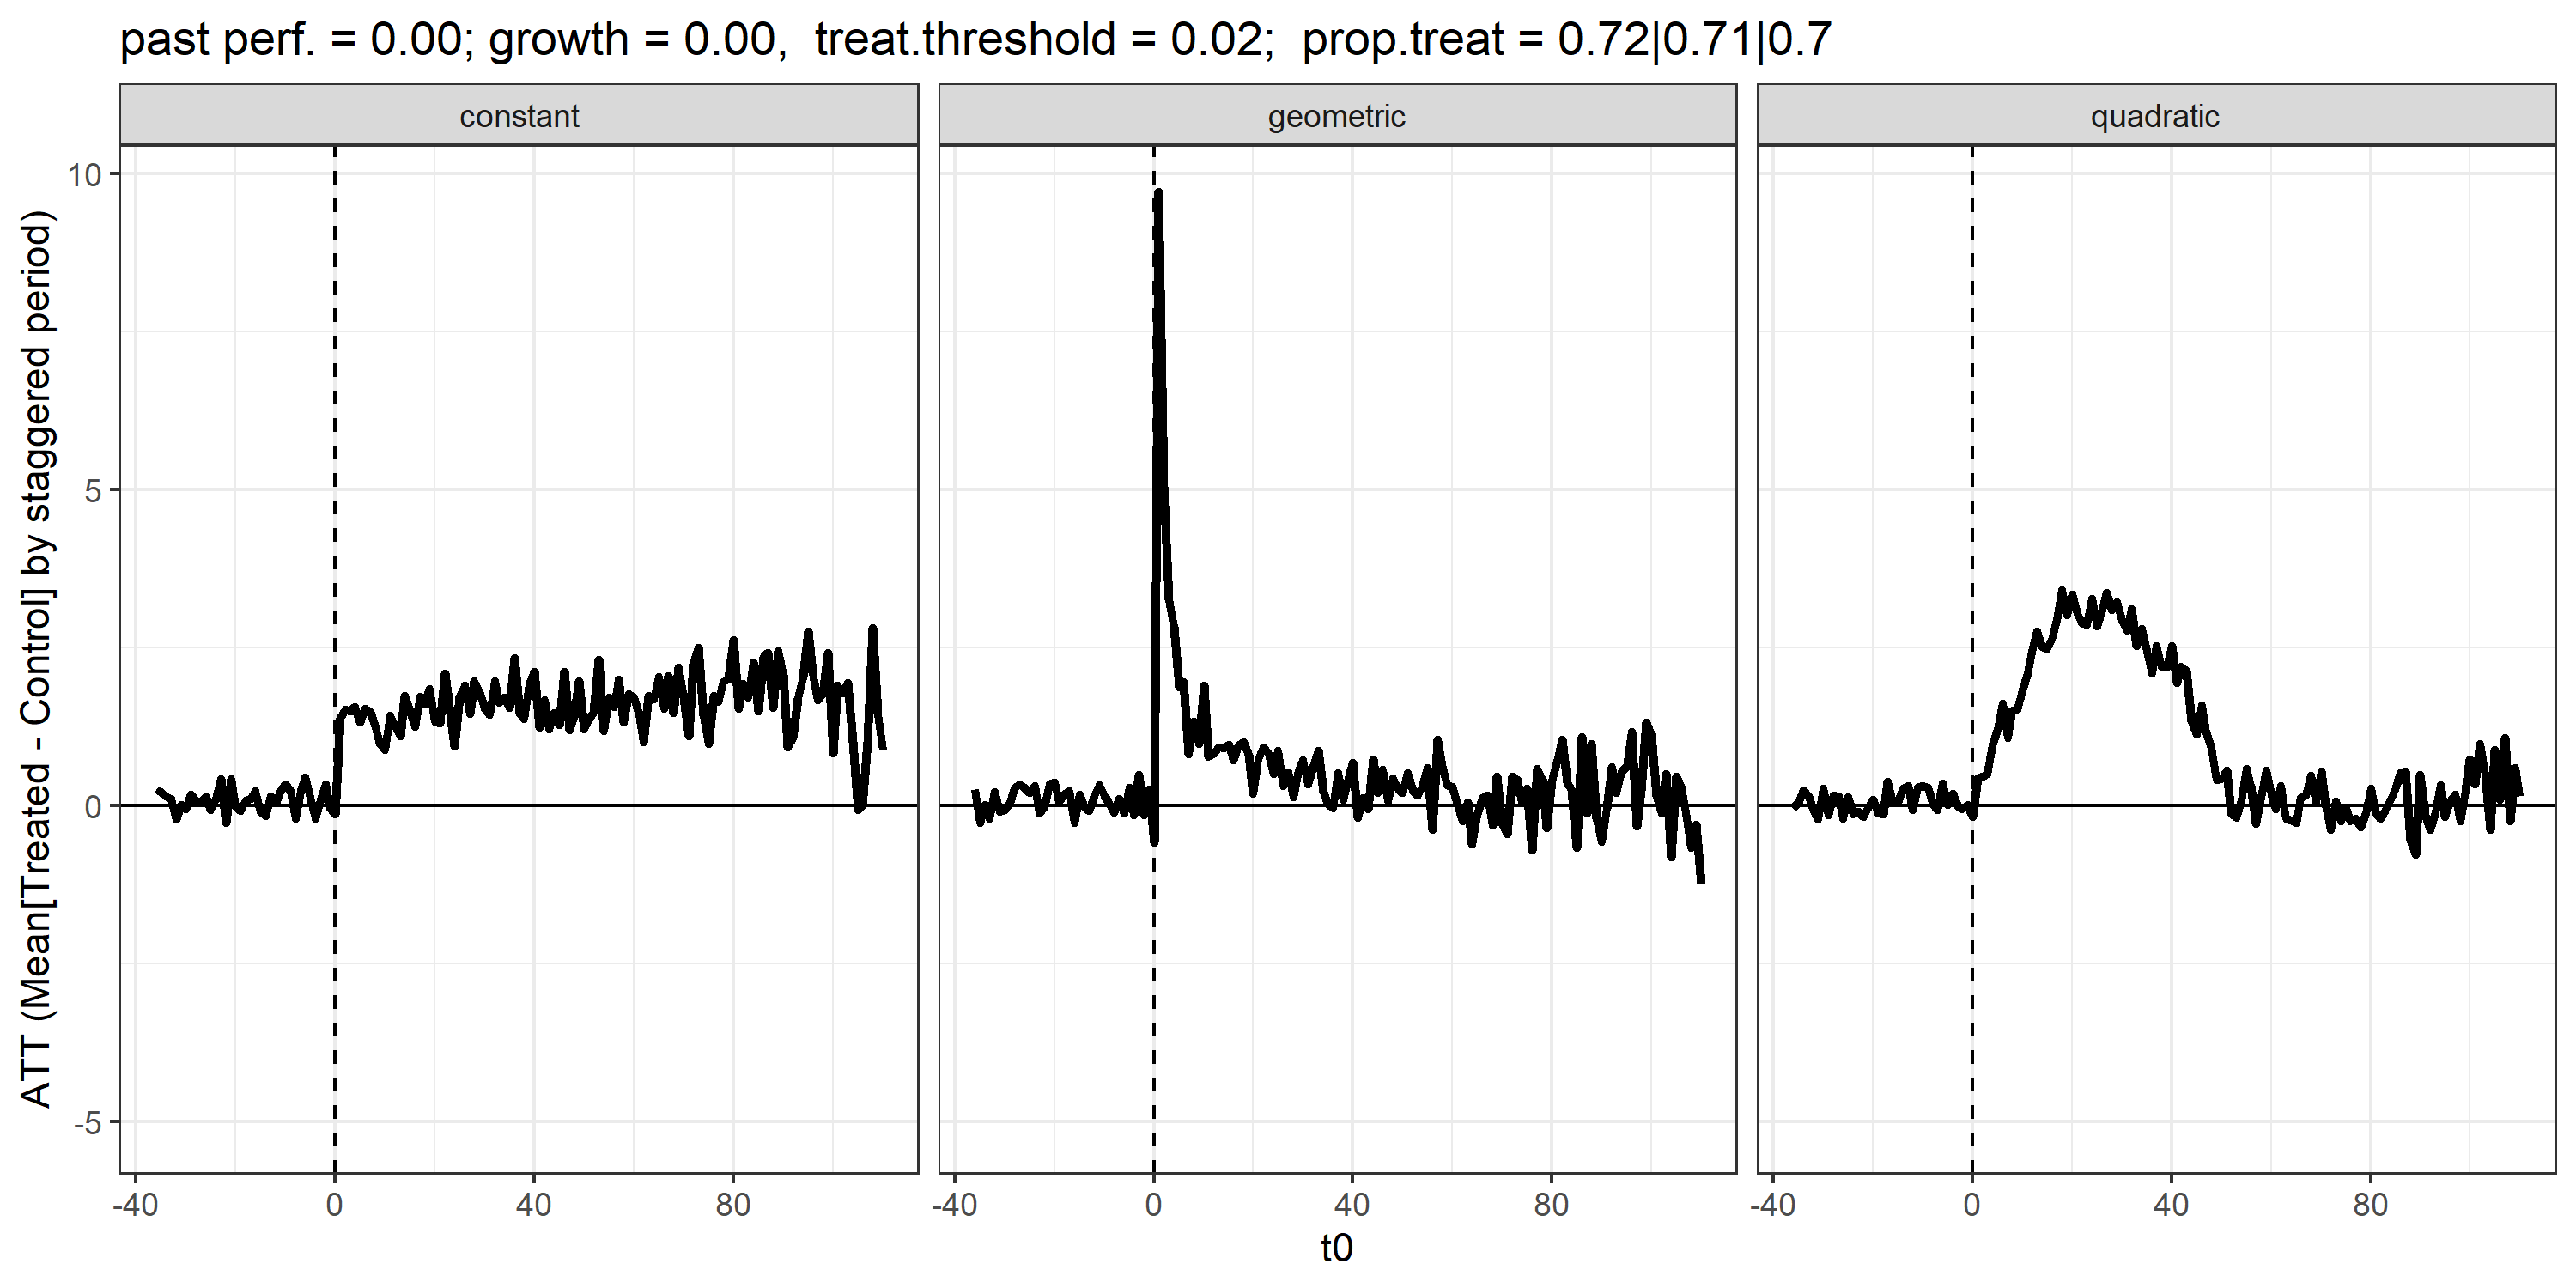 past perf. = 0.00; growth = 0.00,  treat.threshold = 0.02;  prop.treat = 0.72|0.71|0.7
constant
geometric
quadratic
ATT (Mean[Treated - Control] by staggered period)
10
5
0
-5
-40 0 40 80
-40 0 40 80
-40 0 40 80
t0